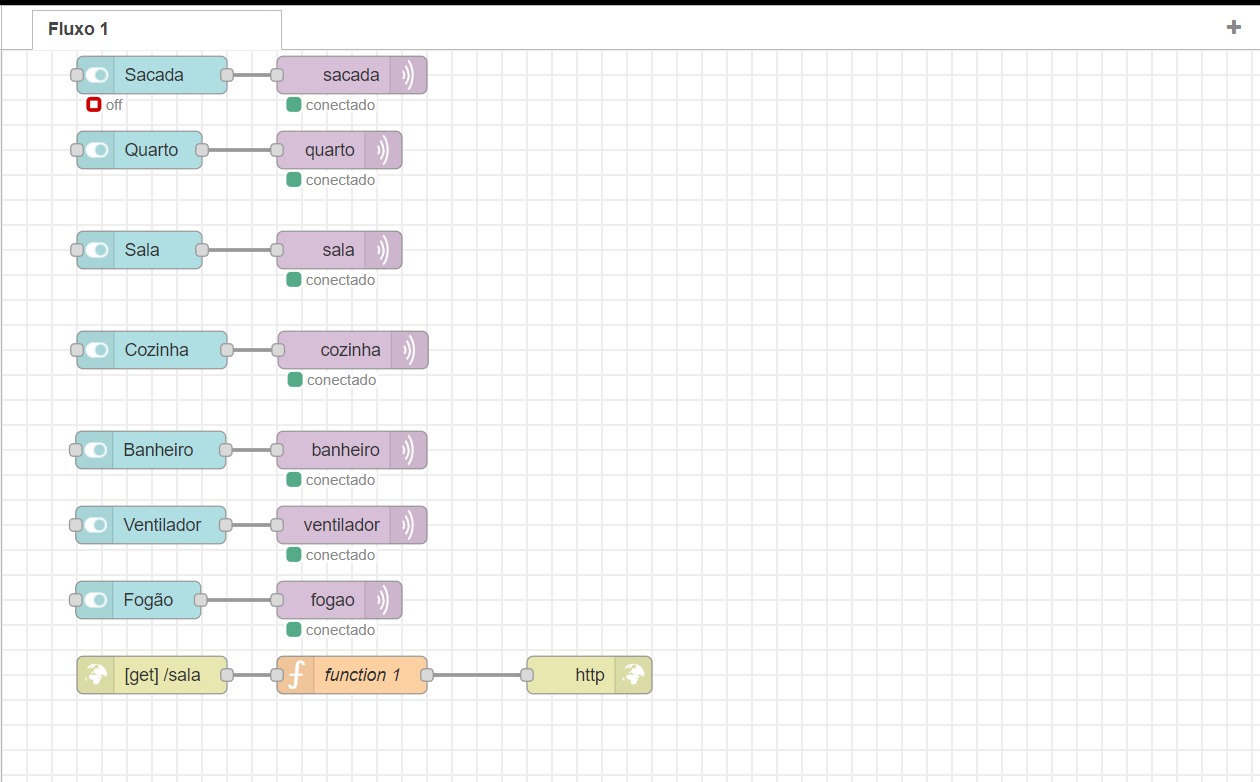 Fluxo 1
Sacada sacada
off conectado
Quarto quarto
conectado
Sala sala
conectado
Cozinha cozinha
conectado
Banheiro banheiro
conectado
Ventilador ventilador
conectado
Fogão fogao
conectado
[get] /sala function 1 http